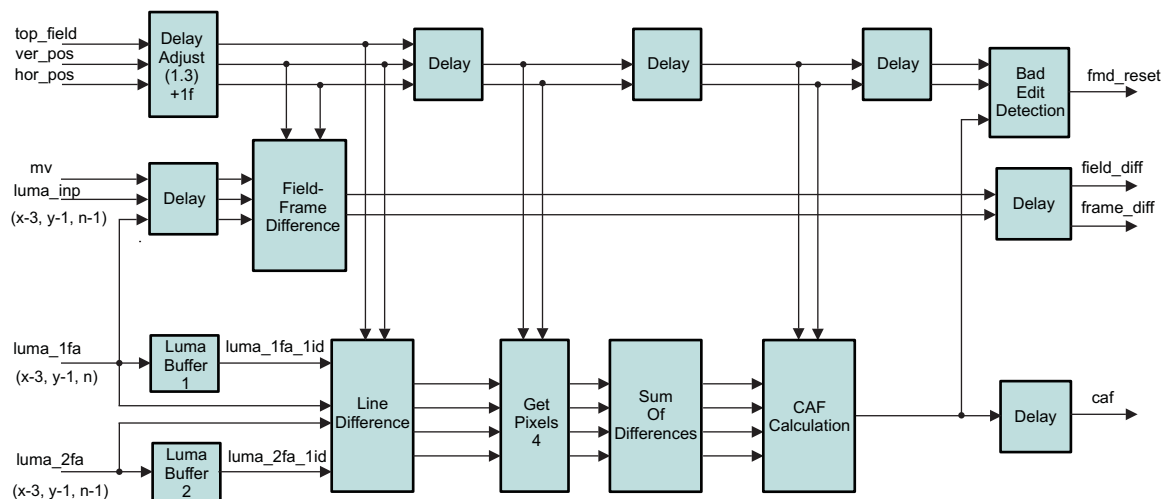 top_field
ver_pos
hor_pos
Delay
Adjust
(1.3)
+1f
Delay
Delay
Delay
Bad
Edit
Detection
fmd_reset
mv
luma_inp
(x-3, y-1, n-1)
Delay
Field-
Frame
Difference
Delay
field_diff
frame_diff
luma_1fa
(x-3, y-1, n)
Luma
Buffer
1
luma_1fa_1id
Line
Difference
Get
Pixels
4
Sum
Of
Differences
CAF
Calculation
Delay
caf
luma_2fa
(x-3, y-1, n-1)
Luma
Buffer
2
luma_2fa_1id